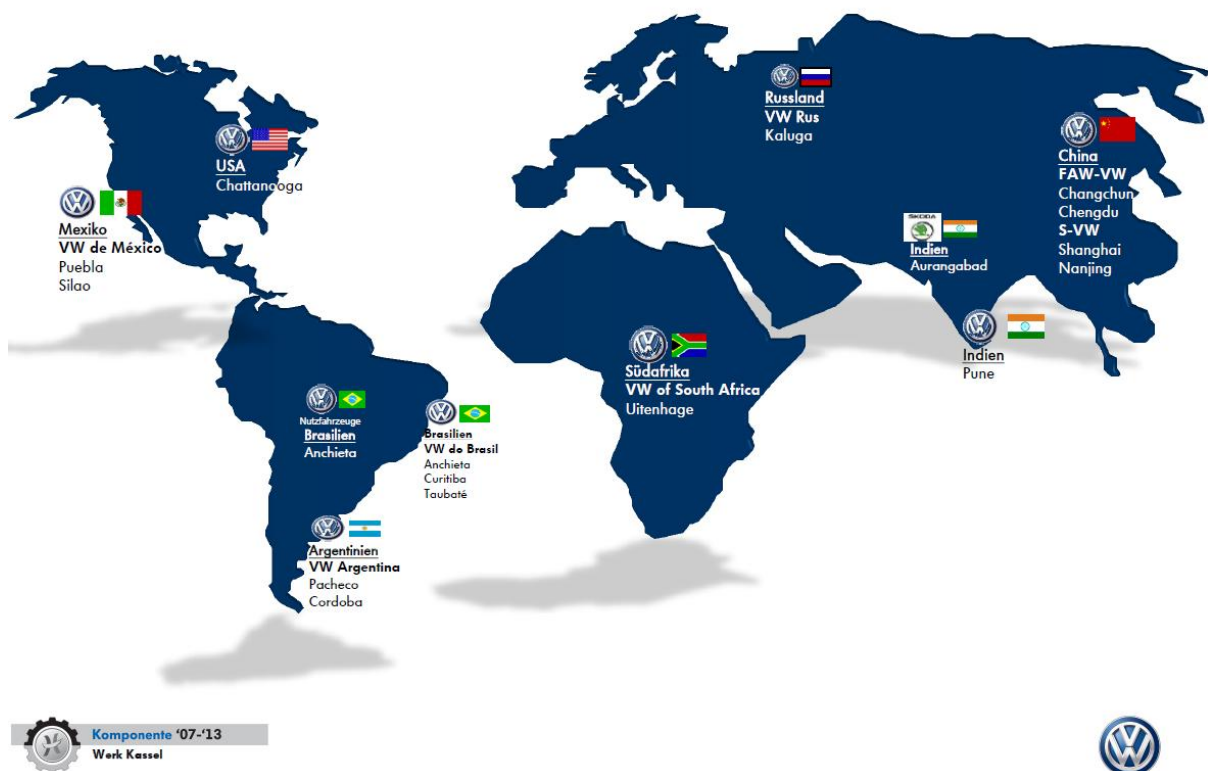 USA
Chattanooga
Mexiko
VW de México
Puebla
Silao
Nutzfahrzeuge
Brasilien
Anchieta
Brasilien
VW do Brasil
Anchieta
Curitiba
Taubaté
Argentinien
VW Argentina
Pacheco
Cordoba
Russland
VW Rus
Kaluga
Südafrika
VW of South Africa
Uitenhage
SKODA
Indien
Aurangabad
Indien
Pune
China
FAW-VW
Changchun
Chengdu
S-VW
Shanghai
Nanjing
Komponente '07-'13
Werk Kassel